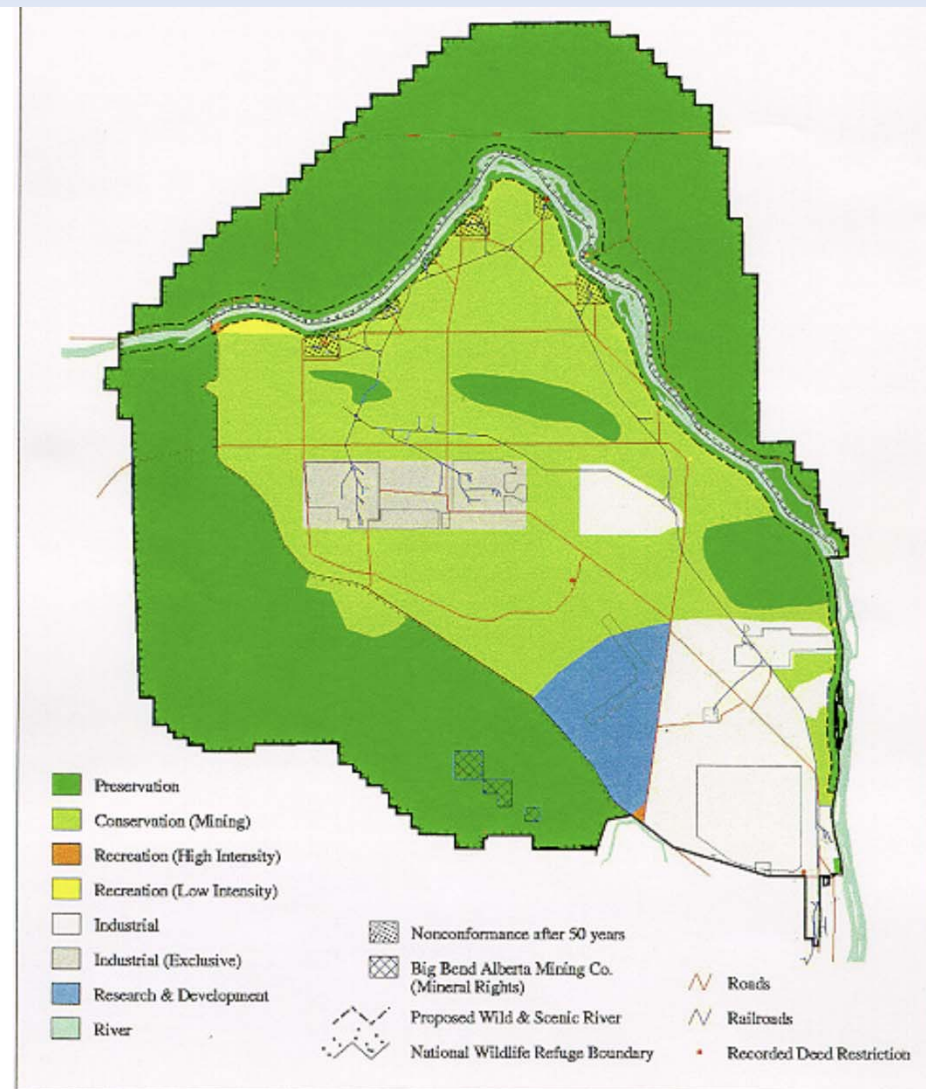 Preservation
Conservation (Mining)
Recreation (High Intensity)
Recreation (Low Intensity)
Industrial
Industrial (Exclusive)
Research & Development
River
Nonconformance after 50 years
Big Bend Alberta Mining Co.
(Mineral Rights)
Proposed Wild & Scenic River
National Wildlife Refuge Boundary
Roads
Railroads
Recorded Deed Restriction